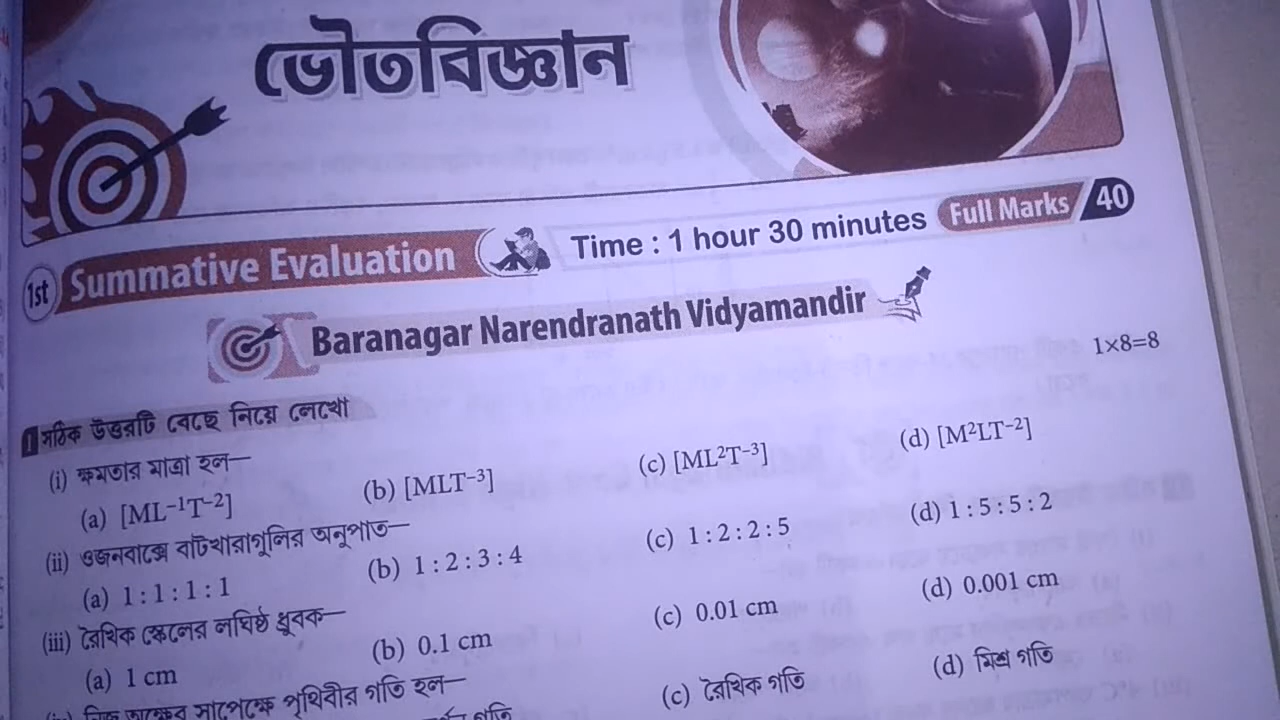 ভৌতবিজ্ঞান
1st Summative Evaluation Time : 1 hour 30 minutes Full Marks 40
Baranagar Narendranath Vidyamandir
1×8=8
1 সঠিক উত্তরটি বেছে নিয়ে লেখো
(i) ক্ষমতার মাত্রা হল—
(a) [ML⁻¹T⁻²] (b) [MLT⁻³] (c) [ML²T⁻³] (d) [M²LT⁻²]
(ii) ওজনবাক্সে বাটখারাগুলির অনুপাত—
(a) 1 : 1 : 1 : 1 (b) 1 : 2 : 3 : 4 (c) 1 : 2 : 2 : 5 (d) 1 : 5 : 5 : 2
(iii) রৈখিক স্কেলের লঘিষ্ঠ ধ্রুবক—
(a) 1 cm (b) 0.1 cm (c) 0.01 cm (d) 0.001 cm
সাপেক্ষে পৃথিবীর গতি হল—
গতি (c) রৈখিক গতি (d) মিশ্র গতি